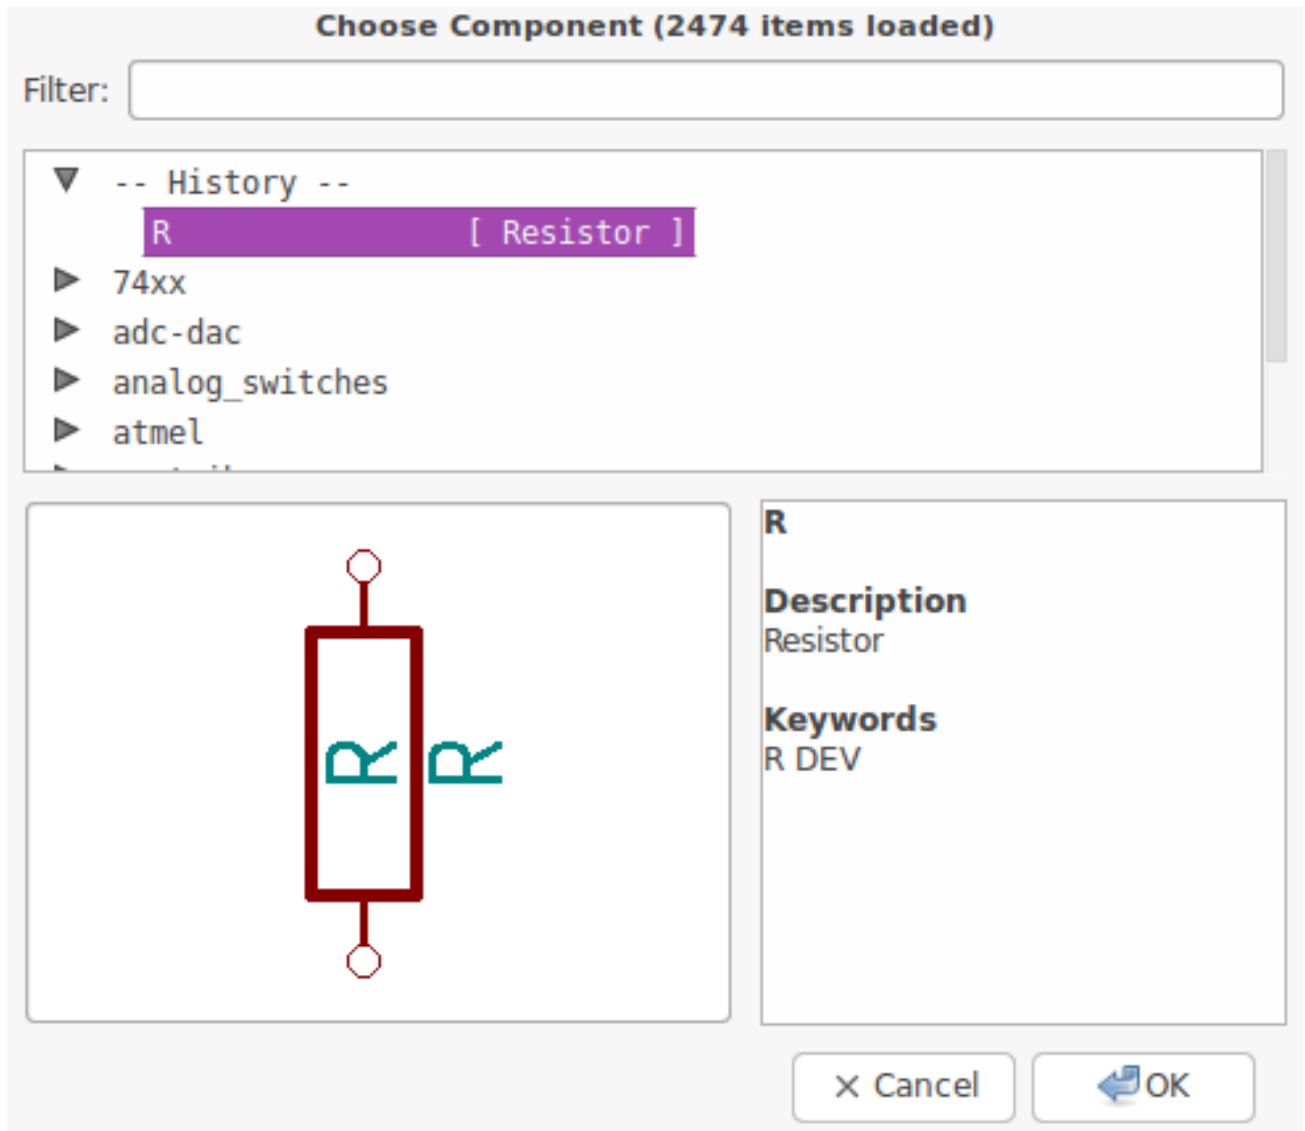 Choose Component (2474 items loaded)
Filter:
-- History --
R [ Resistor ]
74xx
adc-dac
analog_switches
atmel
R R
R
Description
Resistor
Keywords
R DEV
Cancel OK